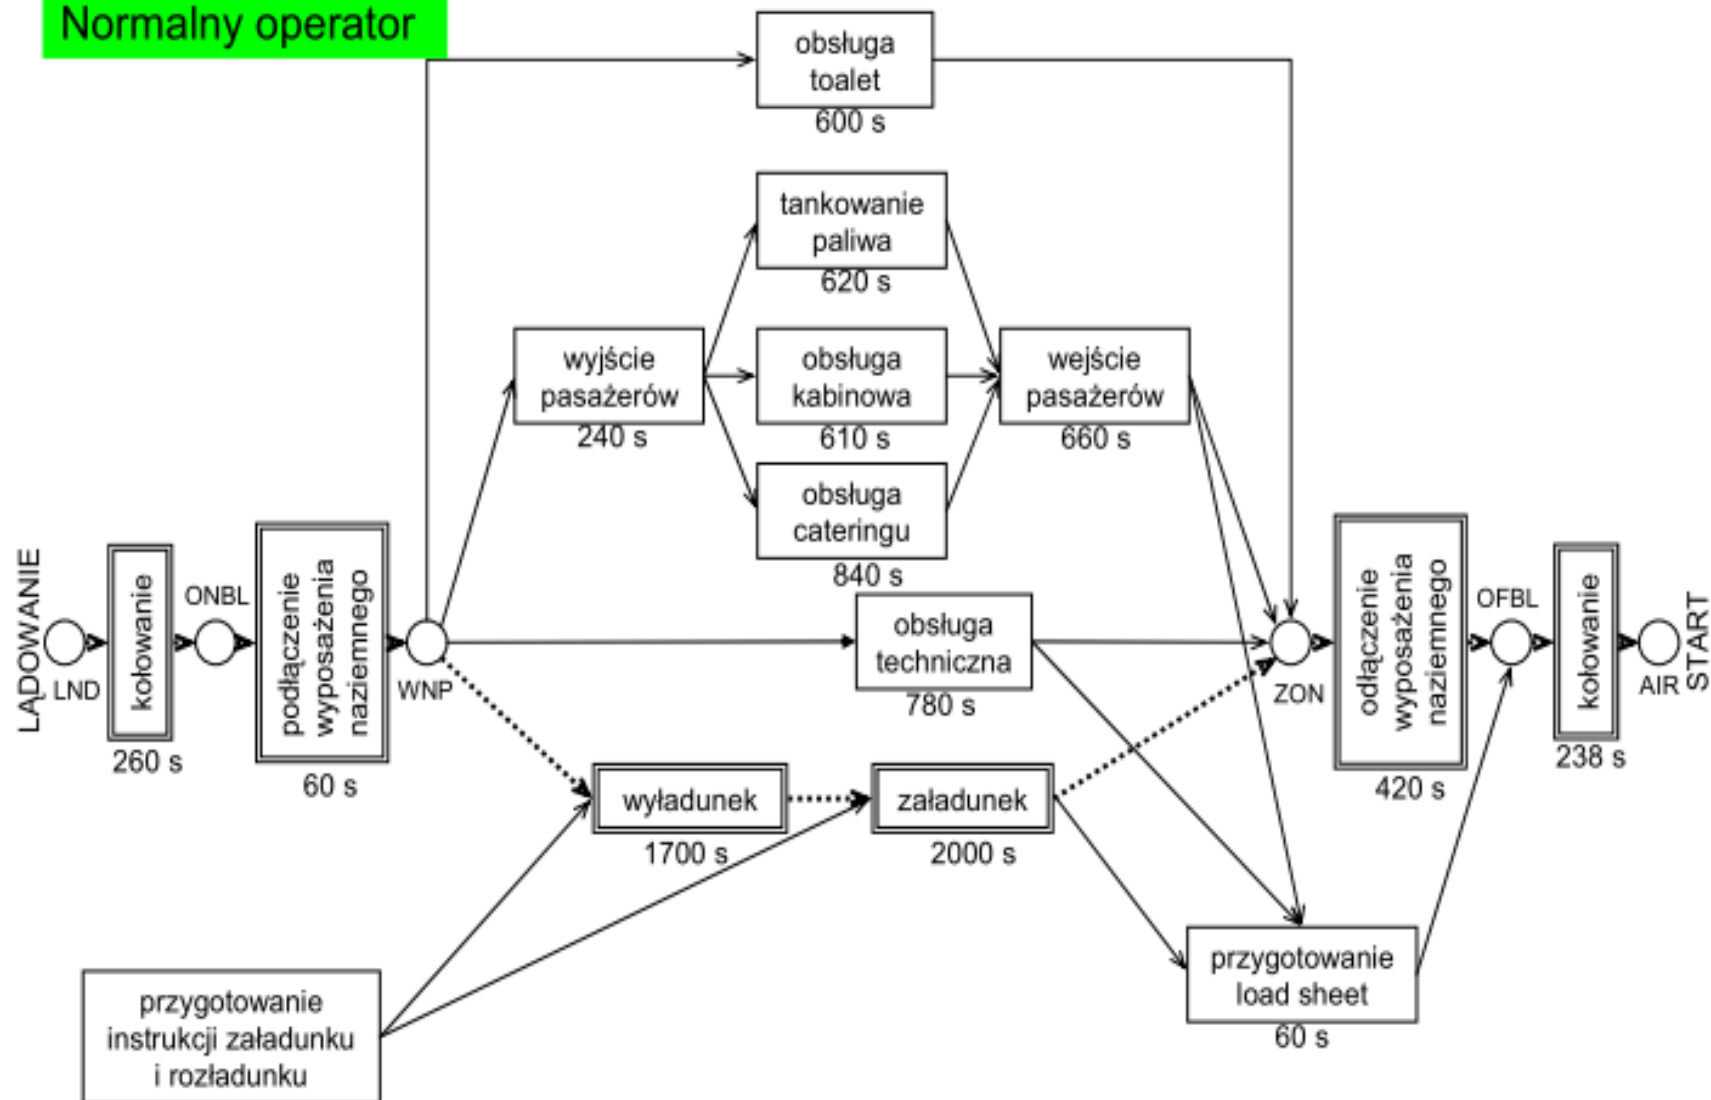 Normalny operator
obsługa
toalet
600 s
tankowanie
paliwa
620 s
wyjście
pasażerów
240 s
obsługa
kabinowa
610 s
wejście
pasażerów
660 s
obsługa
cateringu
840 s
LĄDOWANIE
LND
kołowanie
260 s
ONBL
podłączenie
wyposażenia
naziemnego
60 s
WNP
obsługa
techniczna
780 s
ZON
odłączenie
wyposażenia
naziemnego
420 s
OFBL
kołowanie
238 s
AIR
START
wyładunek
1700 s
załadunek
2000 s
przygotowanie
load sheet
60 s
przygotowanie
instrukcji załadunku
i rozładunku